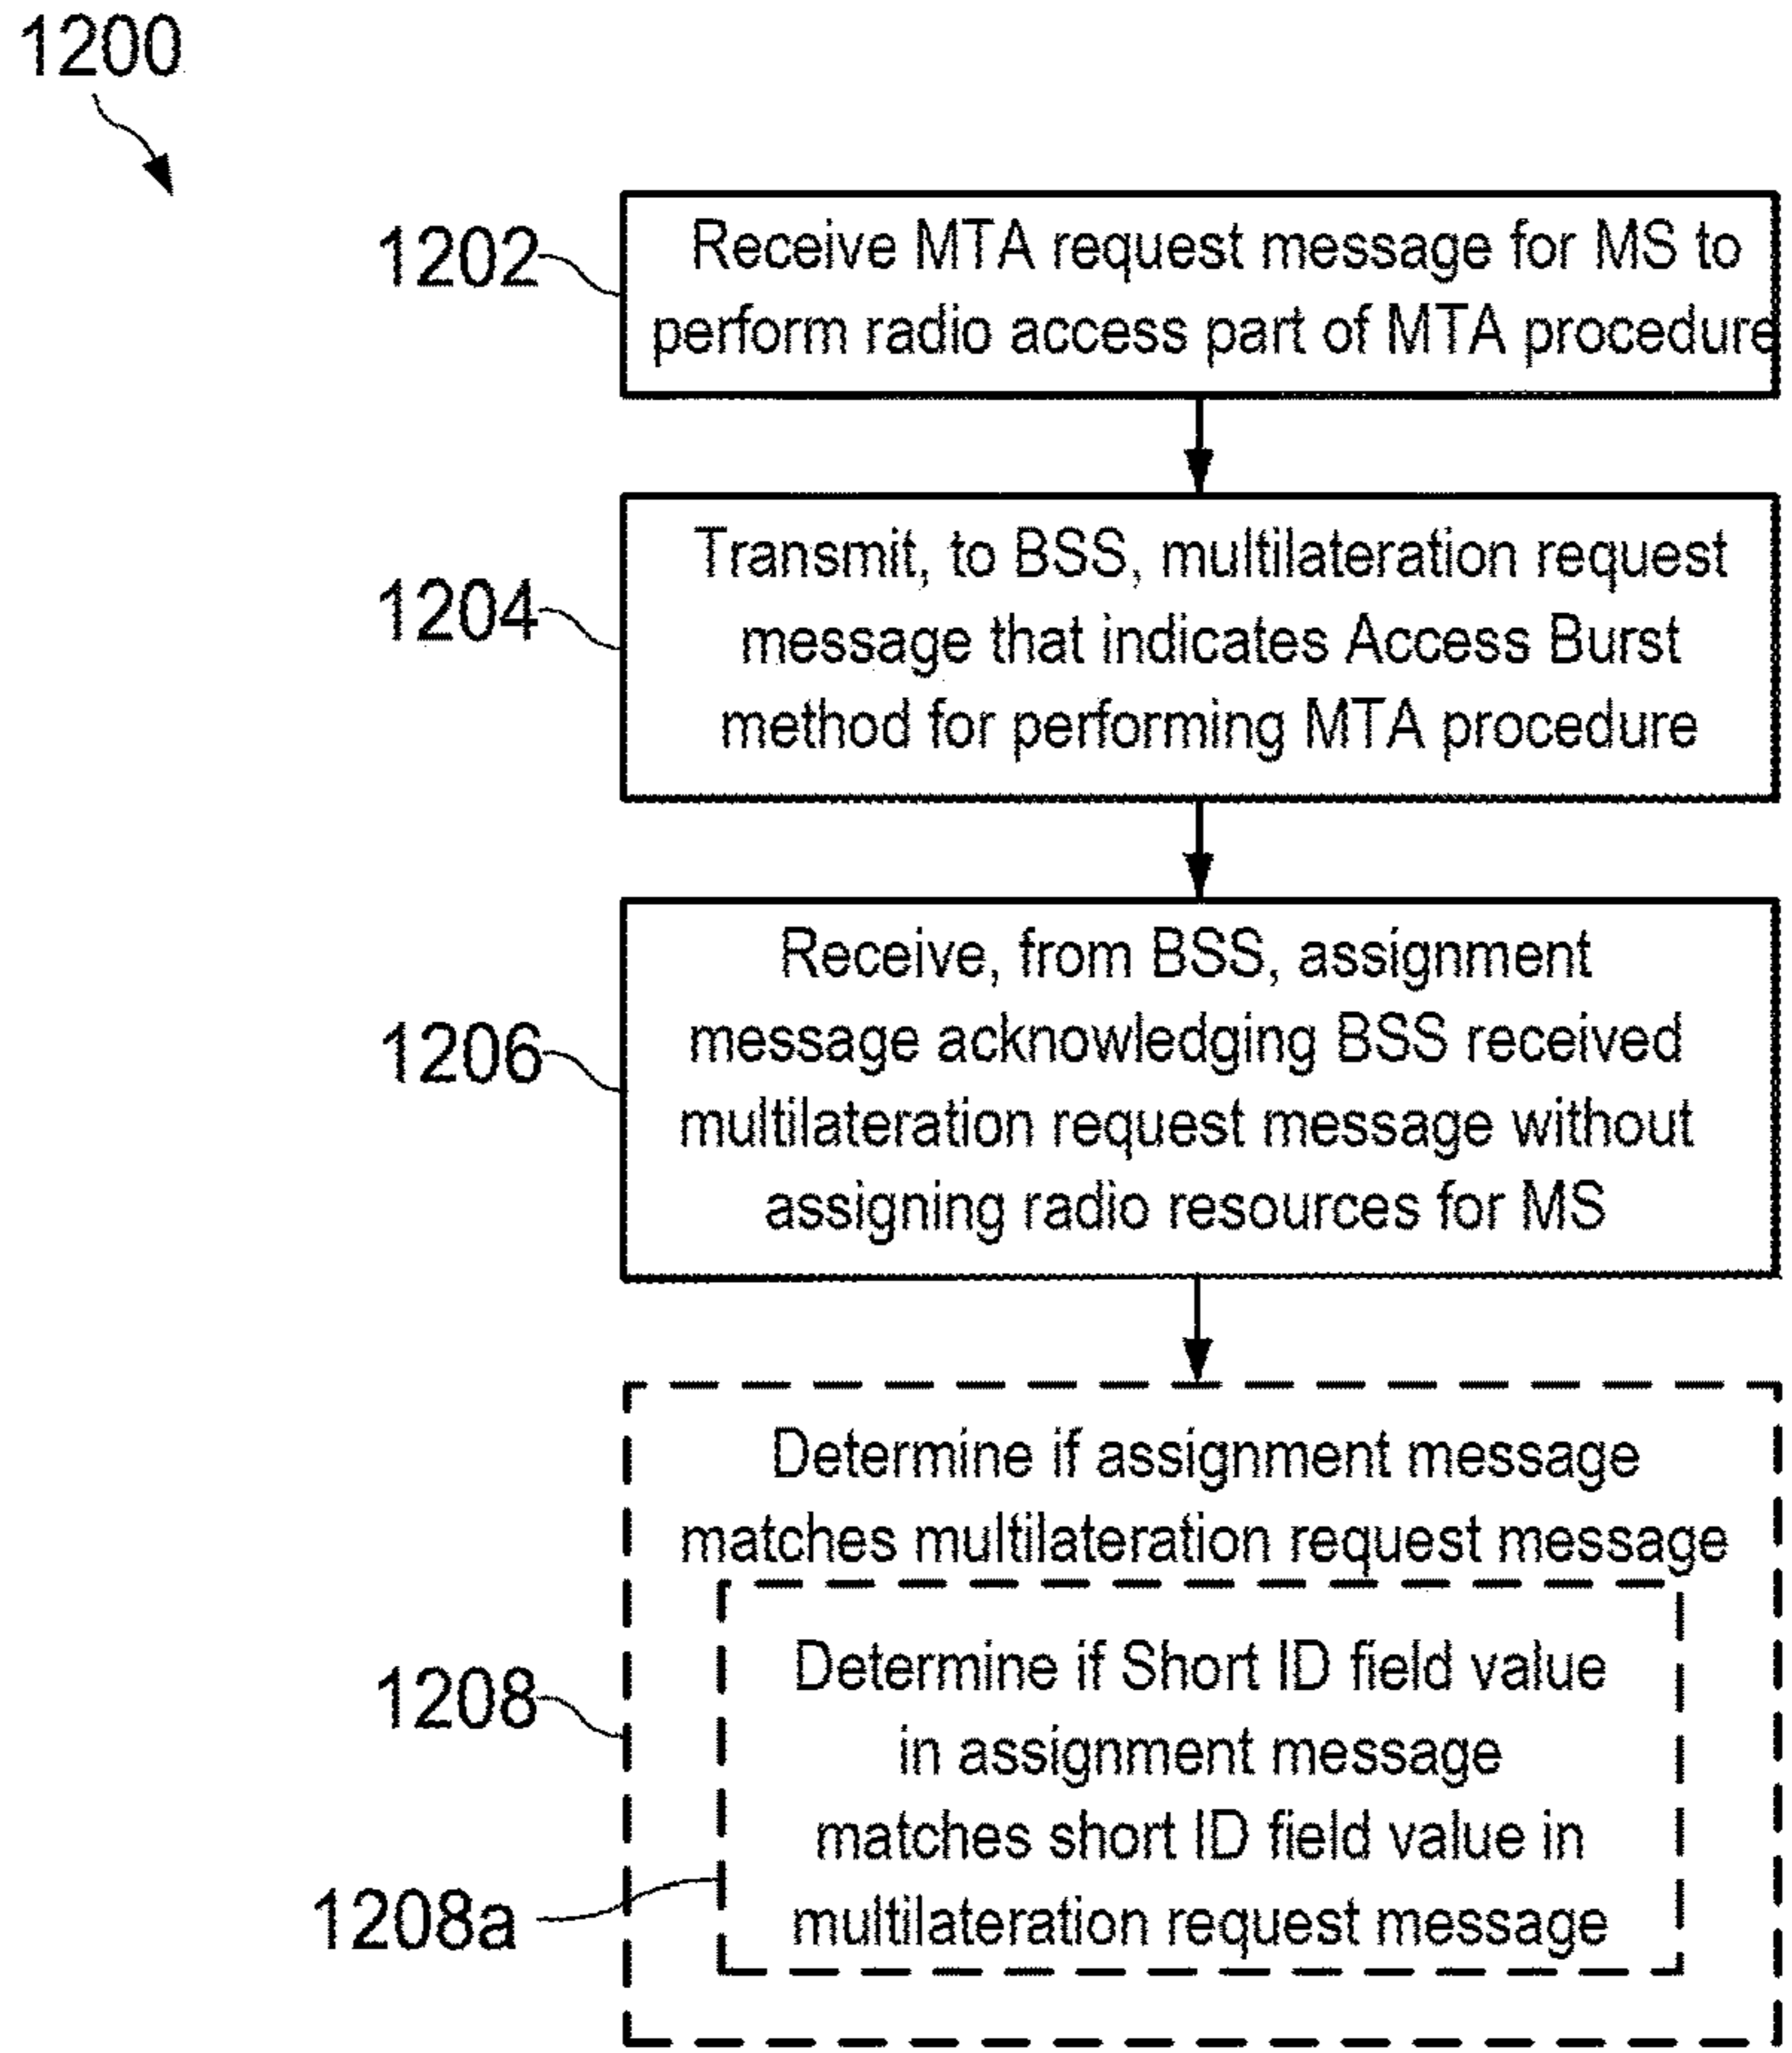 1200
1202
Receive MTA request message for MS to
perform radio access part of MTA procedure
1204
Transmit, to BSS, multilateration request
message that indicates Access Burst
method for performing MTA procedure
1206
Receive, from BSS, assignment
message acknowledging BSS received
multilateration request message without
assigning radio resources for MS
1208
Determine if assignment message
matches multilateration request message
1208a
Determine if Short ID field value
in assignment message
matches short ID field value in
multilateration request message